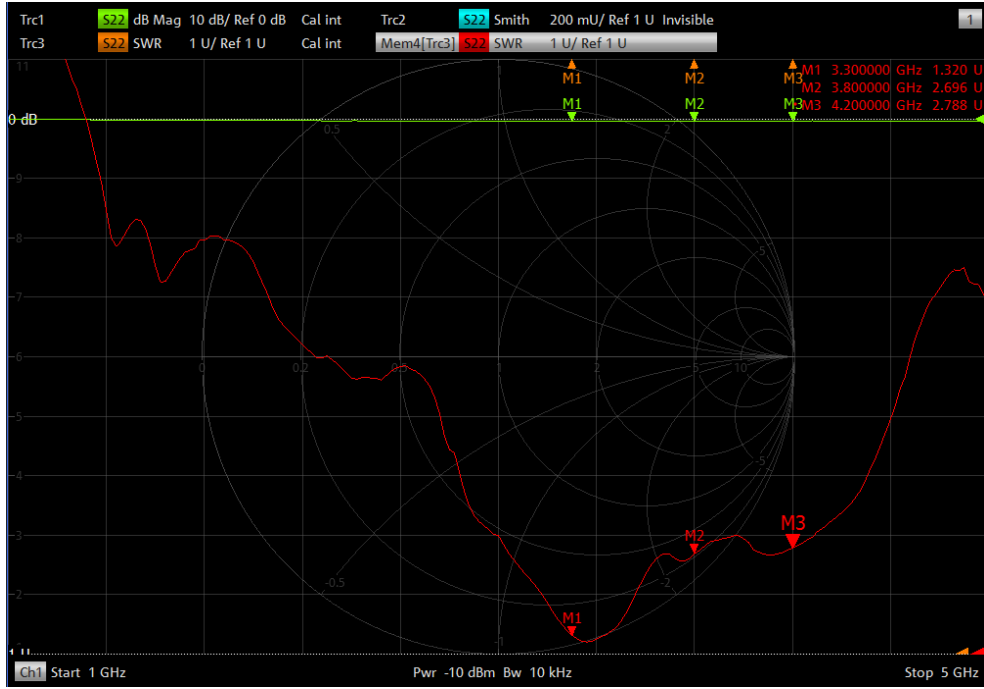 Trc1 S22 dB Mag 10 dB/ Ref 0 dB Cal int Trc2 S22 Smith 200 mU/ Ref 1 U Invisible 1
Trc3 S22 SWR 1 U/ Ref 1 U Cal int Mem4[Trc3] S22 SWR 1 U/ Ref 1 U
11
1
M1 M2 M3
M1 3.300000 GHz 1.320 U
M2 3.800000 GHz 2.696 U
M3 4.200000 GHz 2.788 U
M1 M2 M3
0 dB
0.5 2
9
8
5
7
6
0 0.2 0.5 1 2 5 10
5
4
-5
3
M2 M3
-0.5 -2
2
M1
-1
1 U
Ch1 Start 1 GHz Pwr -10 dBm Bw 10 kHz Stop 5 GHz